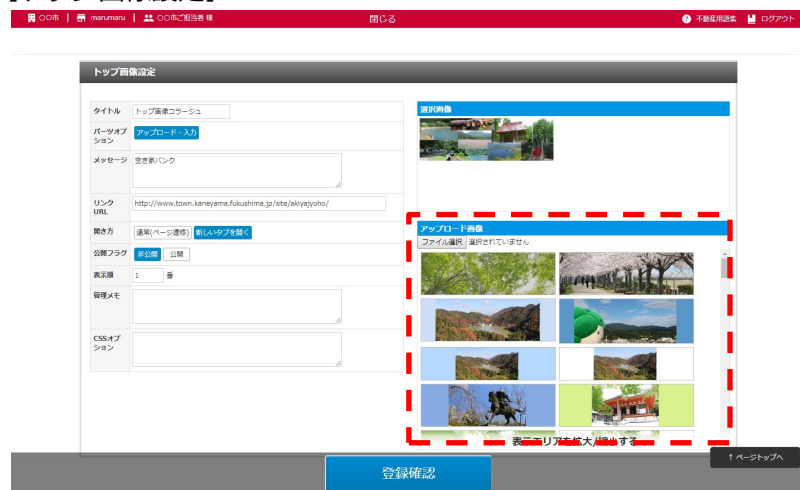 〇〇市 | marumaru | 〇〇市ご担当者 様
閉じる
不動産用語集
ログアウト
トップ画像設定
タイトル
トップ画像コラージュ
パーツオプション
アップロード・入力
メッセージ
空き家バンク
リンクURL
http://www.town.kaneyama.fukushima.jp/site/akiyajyoho/
開き方
通常(ページ遷移)
新しいタブを開く
公開フラグ
非公開
公開
表示順
1 番
管理メモ
CSSオプション
選択画像
アップロード画像
ファイル選択 選択されていません
表示エリアを拡大/縮小する
登録確認
↑ ページトップへ